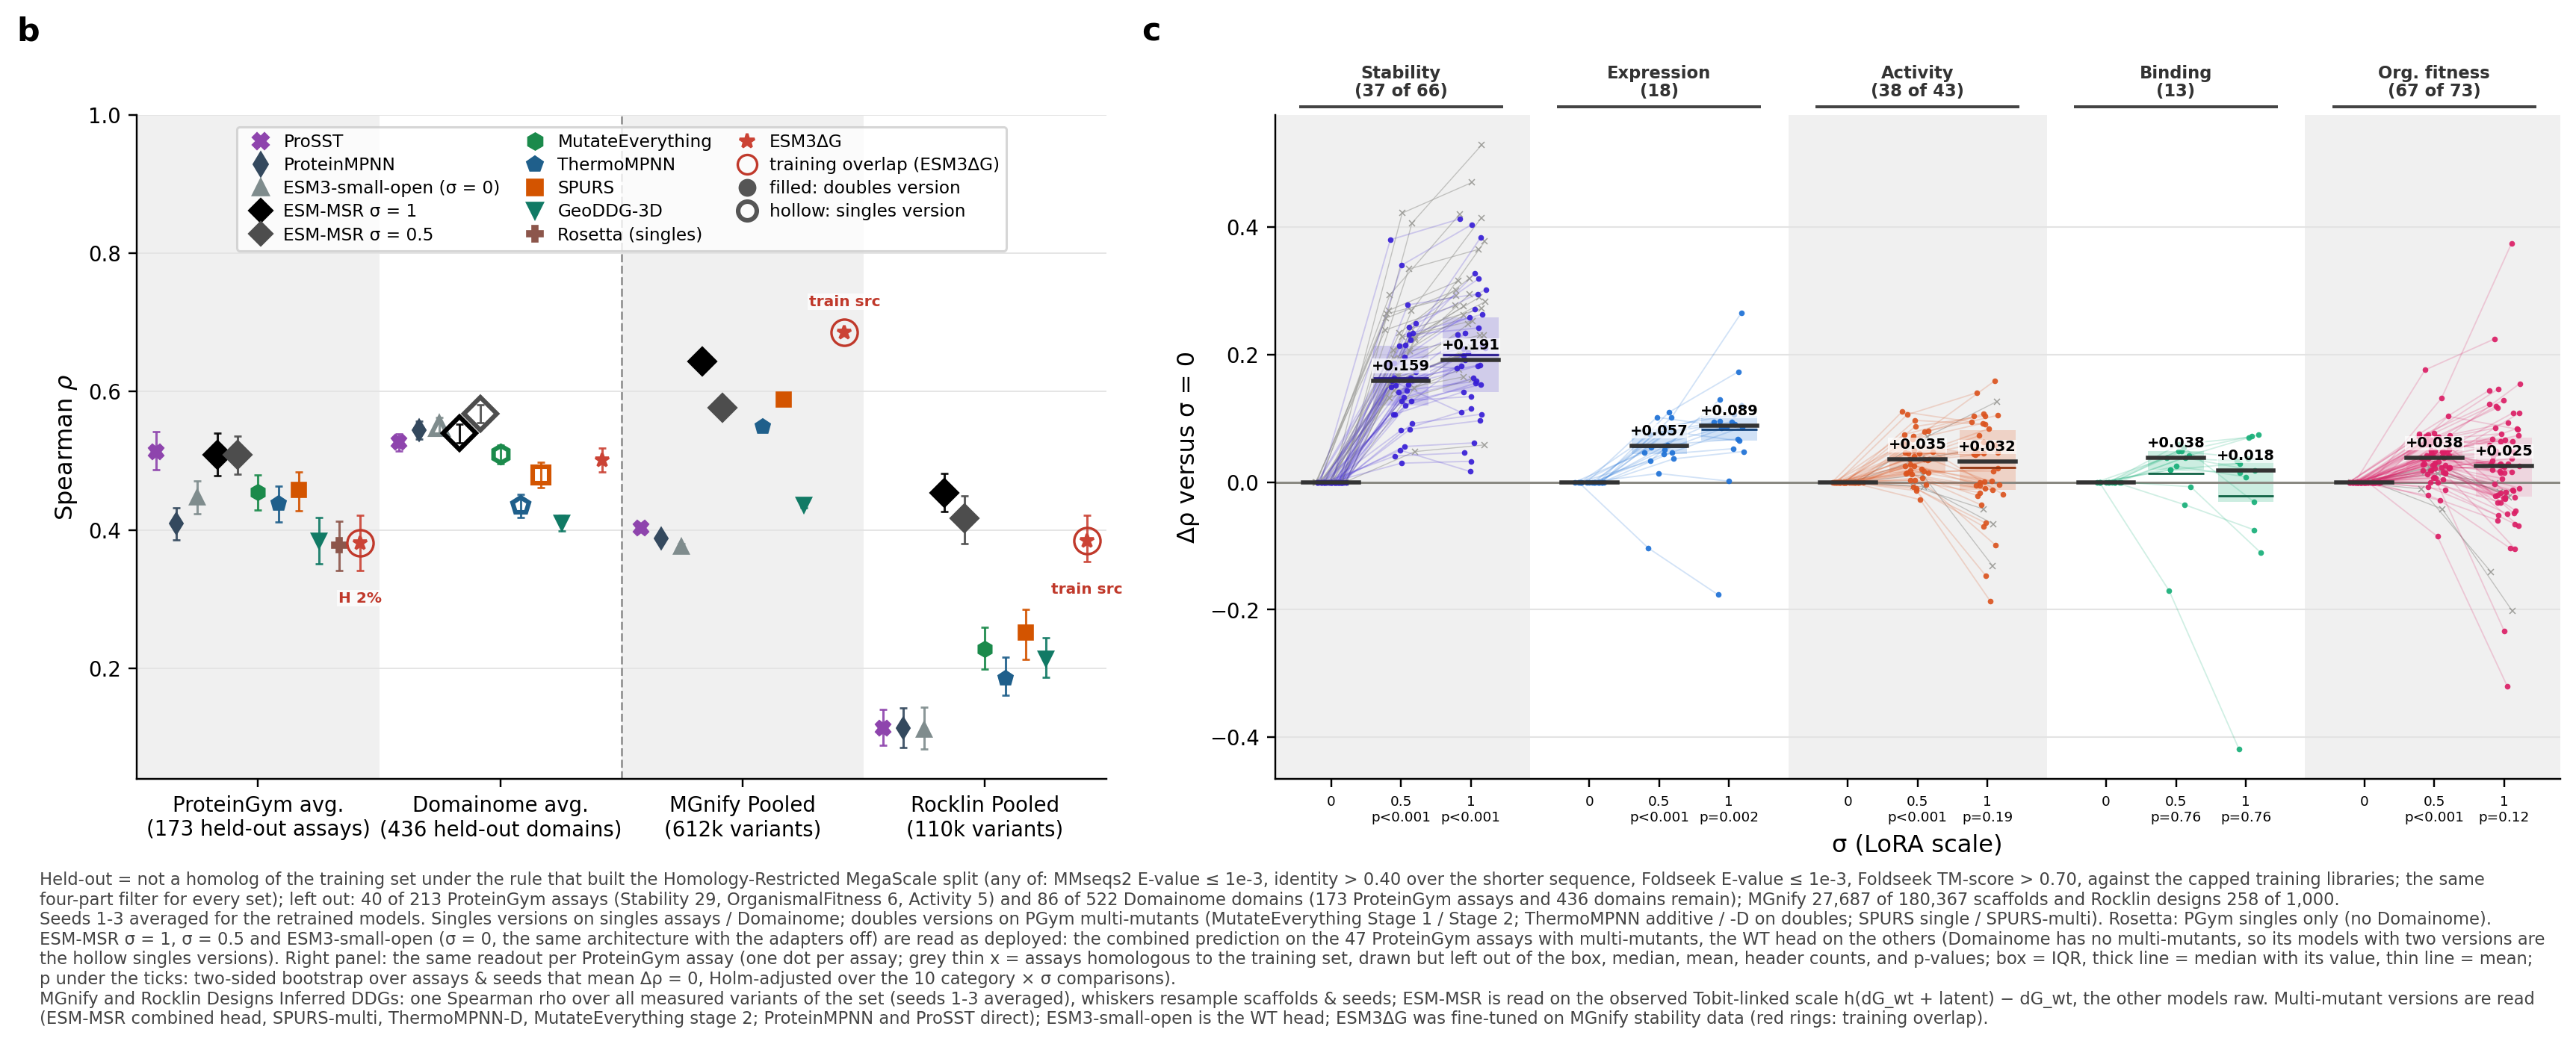 b
1.0
0.8
0.6
0.4
0.2
Spearman ρ
ProSST
ProteinMPNN
ESM3-small-open (σ = 0)
ESM-MSR σ = 1
ESM-MSR σ = 0.5
MutateEverything
ThermoMPNN
SPURS
GeoDDG-3D
Rosetta (singles)
ESM3ΔG
training overlap (ESM3ΔG)
filled: doubles version
hollow: singles version
train src
H 2%
train src
ProteinGym avg.
(173 held-out assays)
Domainome avg.
(436 held-out domains)
MGnify Pooled
(612k variants)
Rocklin Pooled
(110k variants)
c
Stability
(37 of 66)
Expression
(18)
Activity
(38 of 43)
Binding
(13)
Org. fitness
(67 of 73)
0.4
0.2
0.0
−0.2
−0.4
Δρ versus σ = 0
+0.159
+0.191
+0.057
+0.089
+0.035
+0.032
+0.038
+0.018
+0.038
+0.025
0 0.5 1
p<0.001 p<0.001
0 0.5 1
p<0.001 p=0.002
0 0.5 1
p<0.001 p=0.19
0 0.5 1
p=0.76 p=0.76
0 0.5 1
p<0.001 p=0.12
σ (LoRA scale)
Held-out = not a homolog of the training set under the rule that built the Homology-Restricted MegaScale split (any of: MMseqs2 E-value ≤ 1e-3, identity > 0.40 over the shorter sequence, Foldseek E-value ≤ 1e-3, Foldseek TM-score > 0.70, against the capped training libraries; the same
four-part filter for every set); left out: 40 of 213 ProteinGym assays (Stability 29, OrganismalFitness 6, Activity 5) and 86 of 522 Domainome domains (173 ProteinGym assays and 436 domains remain); MGnify 27,687 of 180,367 scaffolds and Rocklin designs 258 of 1,000.
Seeds 1-3 averaged for the retrained models. Singles versions on singles assays / Domainome; doubles versions on PGym multi-mutants (MutateEverything Stage 1 / Stage 2; ThermoMPNN additive / -D on doubles; SPURS single / SPURS-multi). Rosetta: PGym singles only (no Domainome).
ESM-MSR σ = 1, σ = 0.5 and ESM3-small-open (σ = 0, the same architecture with the adapters off) are read as deployed: the combined prediction on the 47 ProteinGym assays with multi-mutants, the WT head on the others (Domainome has no multi-mutants, so its models with two versions are
the hollow singles versions). Right panel: the same readout per ProteinGym assay (one dot per assay; grey thin x = assays homologous to the training set, drawn but left out of the box, median, mean, header counts, and p-values; box = IQR, thick line = median with its value, thin line = mean;
p under the ticks: two-sided bootstrap over assays & seeds that mean Δρ = 0, Holm-adjusted over the 10 category × σ comparisons).
MGnify and Rocklin Designs Inferred DDGs: one Spearman rho over all measured variants of the set (seeds 1-3 averaged), whiskers resample scaffolds & seeds; ESM-MSR is read on the observed Tobit-linked scale h(dG_wt + latent) − dG_wt, the other models raw. Multi-mutant versions are read
(ESM-MSR combined head, SPURS-multi, ThermoMPNN-D, MutateEverything stage 2; ProteinMPNN and ProSST direct); ESM3-small-open is the WT head; ESM3ΔG was fine-tuned on MGnify stability data (red rings: training overlap).